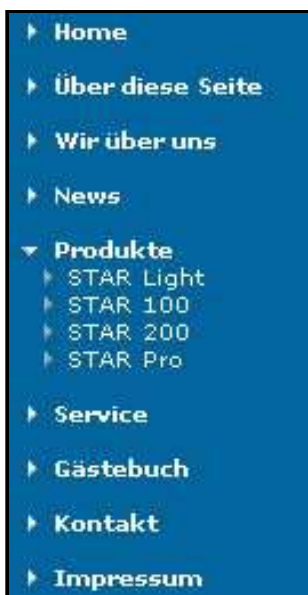 Home
Über diese Seite
Wir über uns
News
Produkte
STAR Light
STAR 100
STAR 200
STAR Pro
Service
Gästebuch
Kontakt
Impressum